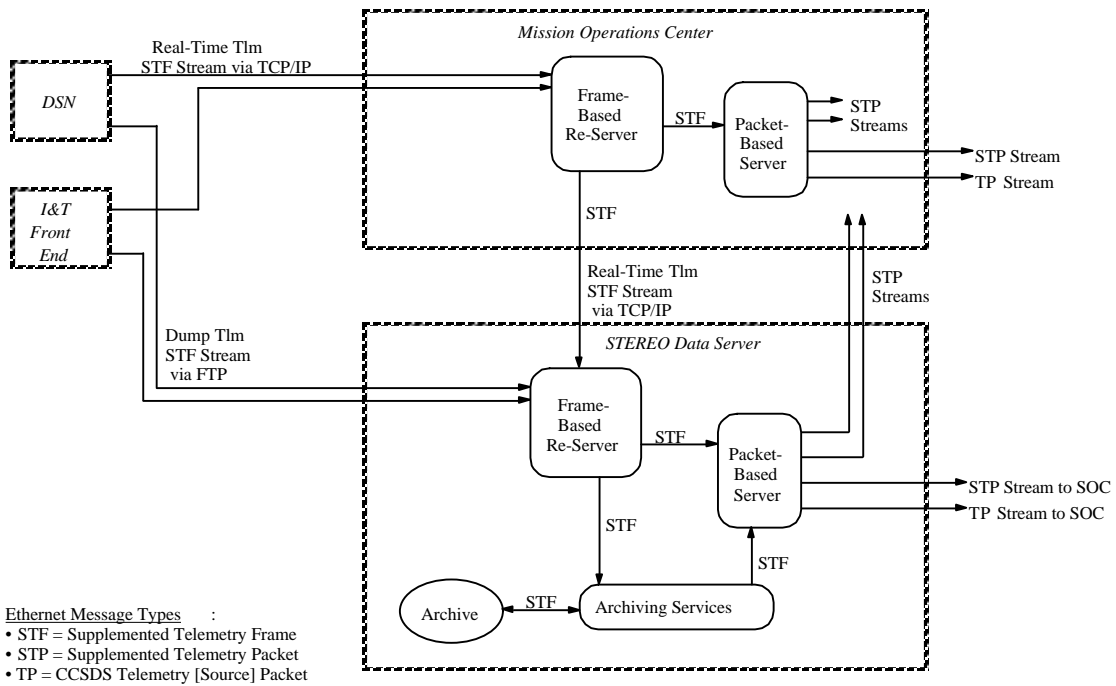 Mission Operations Center
Real-Time Tlm
STF Stream via TCP/IP
DSN
Frame-
Based
Re-Server
STF
Packet-
Based
Server
STP
Streams
STP Stream
TP Stream
I&T
Front
End
STF
Real-Time Tlm
STF Stream
via TCP/IP
STP
Streams
Dump Tlm
STF Stream
via FTP
STEREO Data Server
Frame-
Based
Re-Server
STF
Packet-
Based
Server
STP Stream to SOC
TP Stream to SOC
STF
STF
Archive
STF
Archiving Services
Ethernet Message Types :
• STF = Supplemented Telemetry Frame
• STP = Supplemented Telemetry Packet
• TP = CCSDS Telemetry [Source] Packet